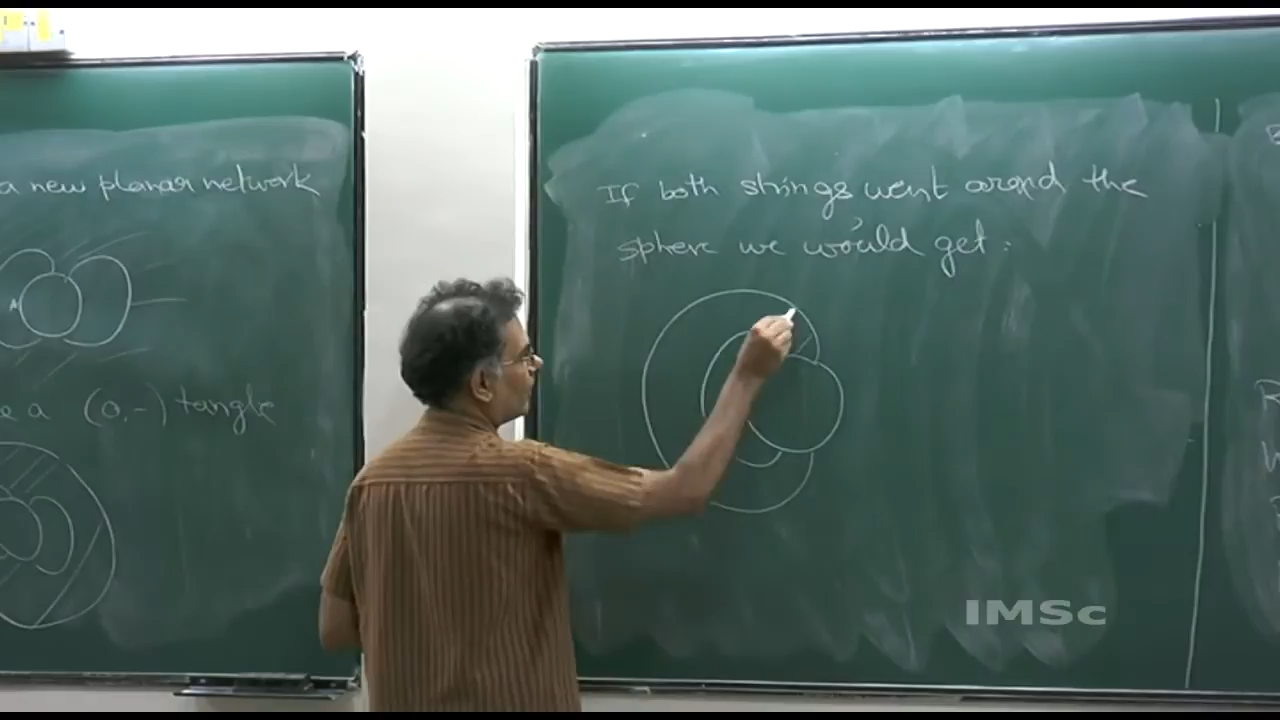 a new planar network
(0,-) tangle
If both strings went around the
sphere we would get:
IMSc